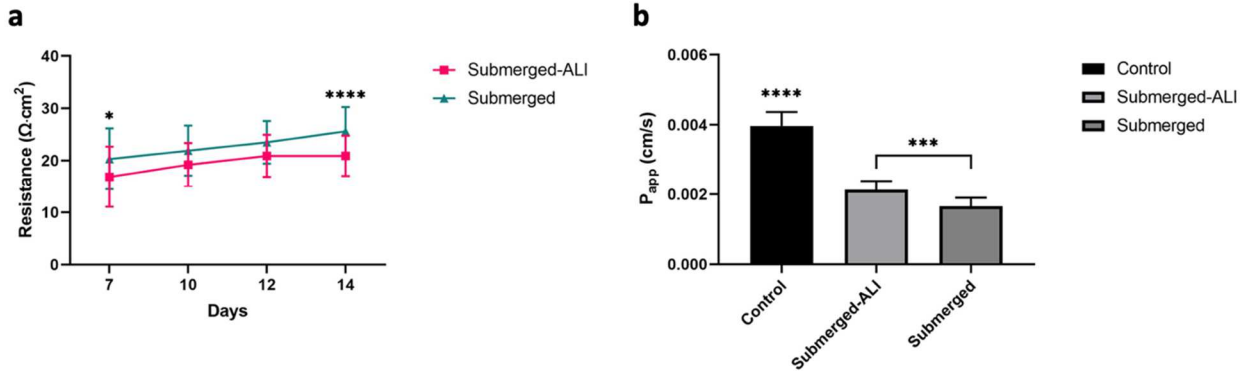 a
Resistance (Ω·cm²)
40
30
20
10
0
*
****
7
10
12
14
Days
Submerged-ALI
Submerged
b
Papp (cm/s)
0.006
0.004
0.002
0.000
****
***
Control
Submerged-ALI
Submerged
Control
Submerged-ALI
Submerged